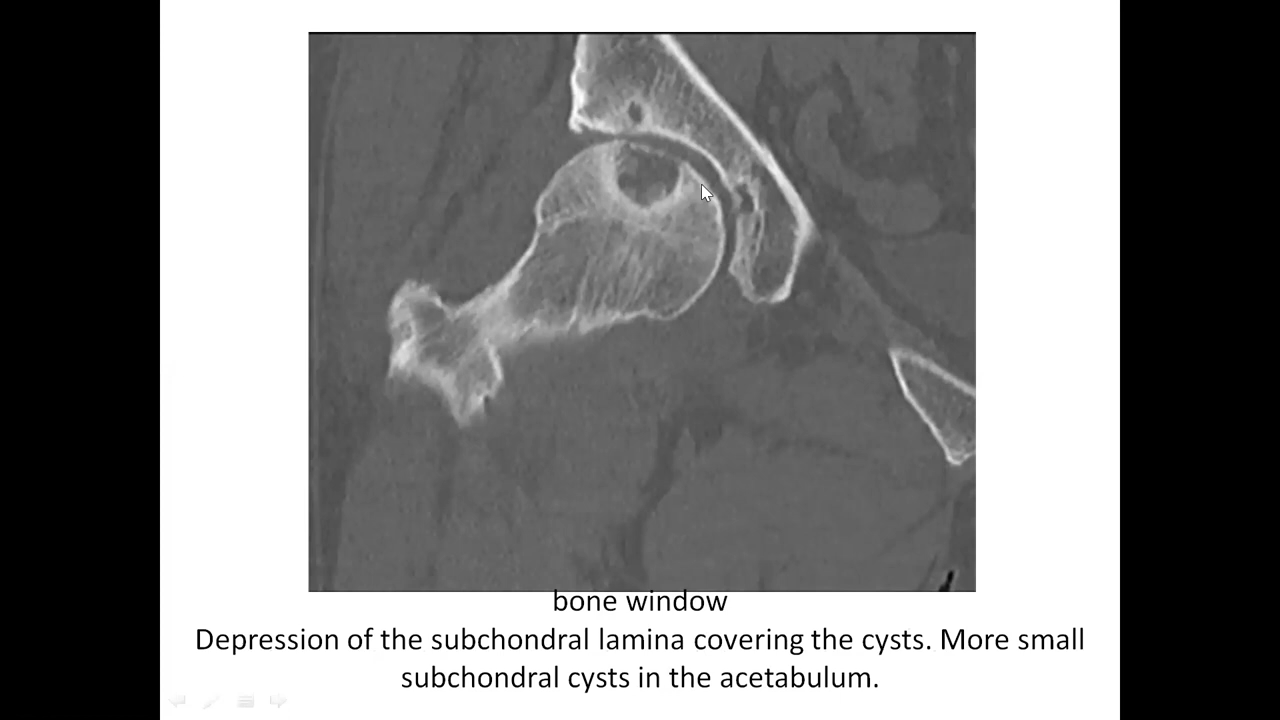 bone window
Depression of the subchondral lamina covering the cysts. More small
subchondral cysts in the acetabulum.